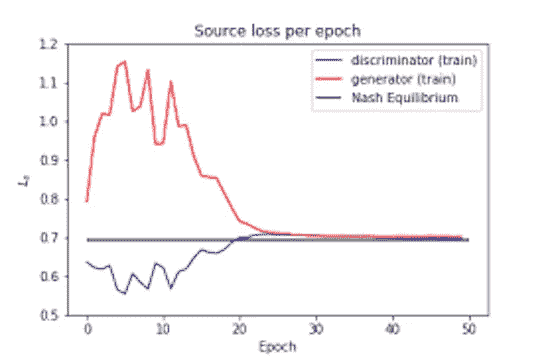 Source loss per epoch
discriminator (train)
generator (train)
Nash Equilibrium
1.2
1.1
1.0
0.9
0.8
0.7
0.6
0.5
Ls
0
10
20
30
40
50
Epoch